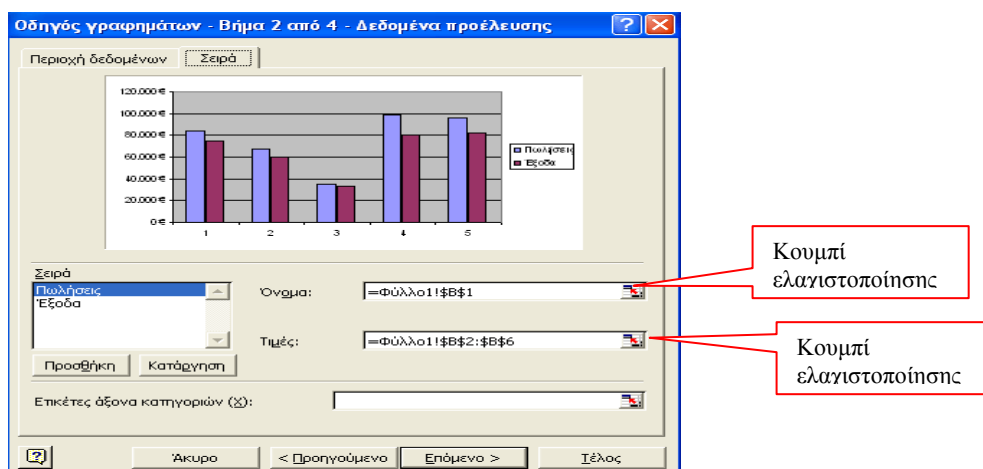 Οδηγός γραφημάτων - Βήμα 2 από 4 - Δεδομένα προέλευσης
Περιοχή δεδομένων
Σειρά
120.000 €
100.000 €
80.000 €
60.000 €
40.000 €
20.000 €
0 €
1 2 3 4 5
Πωλήσεις
Έξοδα
Σειρά
Πωλήσεις
Έξοδα
Όνομα:
=Φύλλο1!$B$1
Τιμές:
=Φύλλο1!$B$2:$B$6
Προσθήκη
Κατάργηση
Ετικέτες άξονα κατηγοριών (Χ):
Άκυρο
< Προηγούμενο
Επόμενο >
Τέλος
Κουμπί
ελαχιστοποίησης
Κουμπί
ελαχιστοποίησης